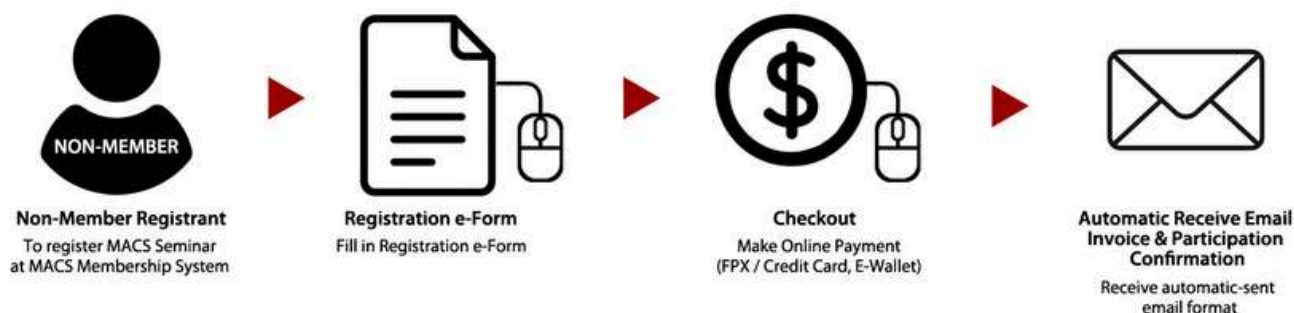 NON-MEMBER
Non-Member Registrant
To register MACS Seminar
at MACS Membership System
Registration e-Form
Fill in Registration e-Form
$
Checkout
Make Online Payment
(FPX / Credit Card, E-Wallet)
Automatic Receive Email
Invoice & Participation
Confirmation
Receive automatic-sent
email format